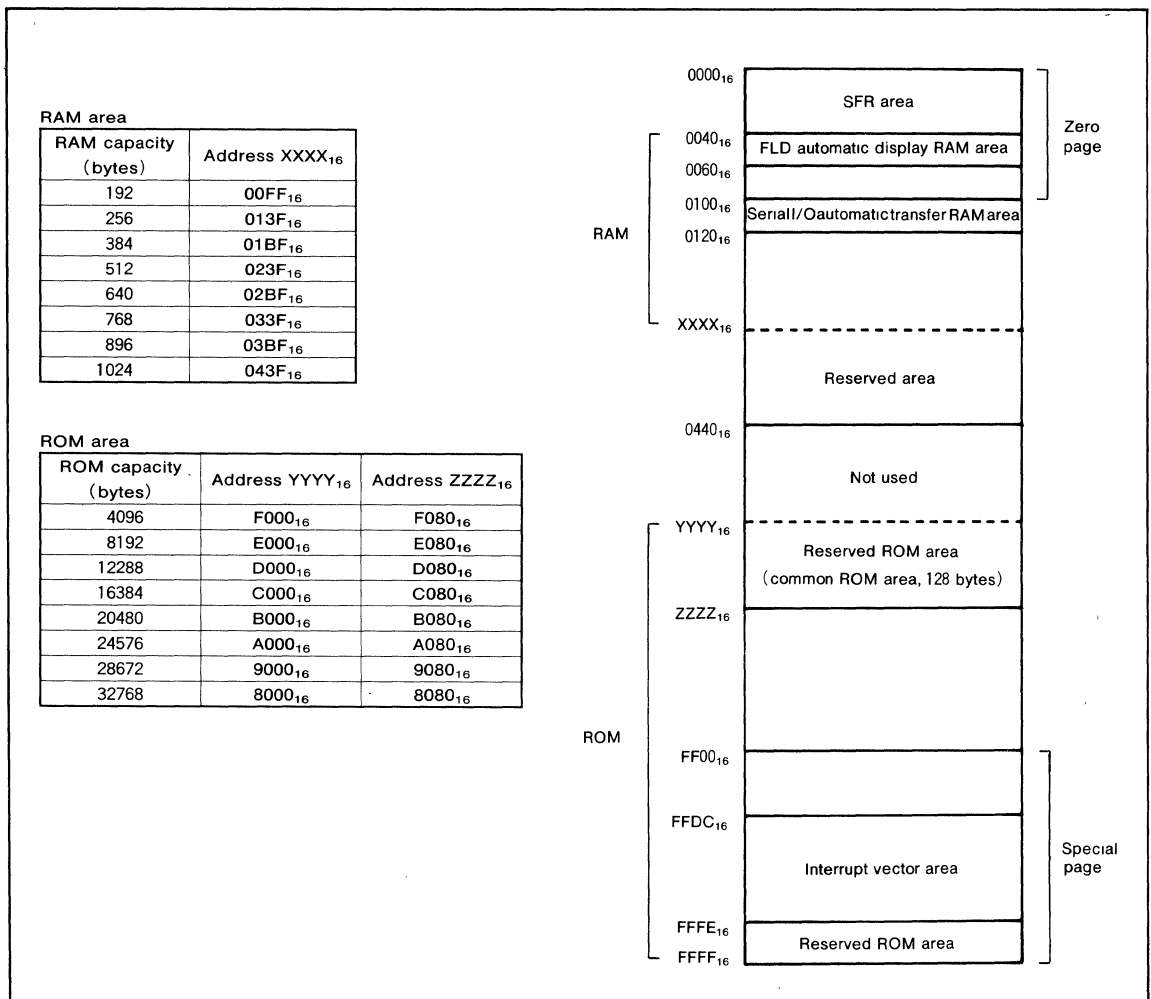 RAM area
RAM capacity (bytes) Address XXXX₁₆
192 00FF₁₆
256 013F₁₆
384 01BF₁₆
512 023F₁₆
640 02BF₁₆
768 033F₁₆
896 03BF₁₆
1024 043F₁₆
ROM area
ROM capacity (bytes) Address YYYY₁₆ Address ZZZZ₁₆
4096 F000₁₆ F080₁₆
8192 E000₁₆ E080₁₆
12288 D000₁₆ D080₁₆
16384 C000₁₆ C080₁₆
20480 B000₁₆ B080₁₆
24576 A000₁₆ A080₁₆
28672 9000₁₆ 9080₁₆
32768 8000₁₆ 8080₁₆
0000₁₆
SFR area
Zero page
0040₁₆
FLD automatic display RAM area
0060₁₆
0100₁₆
Serial I/O automatic transfer RAM area
RAM
0120₁₆
XXXX₁₆
Reserved area
0440₁₆
Not used
YYYY₁₆
Reserved ROM area
(common ROM area, 128 bytes)
ZZZZ₁₆
ROM
FF00₁₆
FFDC₁₆
Interrupt vector area
Special page
FFFE₁₆
Reserved ROM area
FFFF₁₆